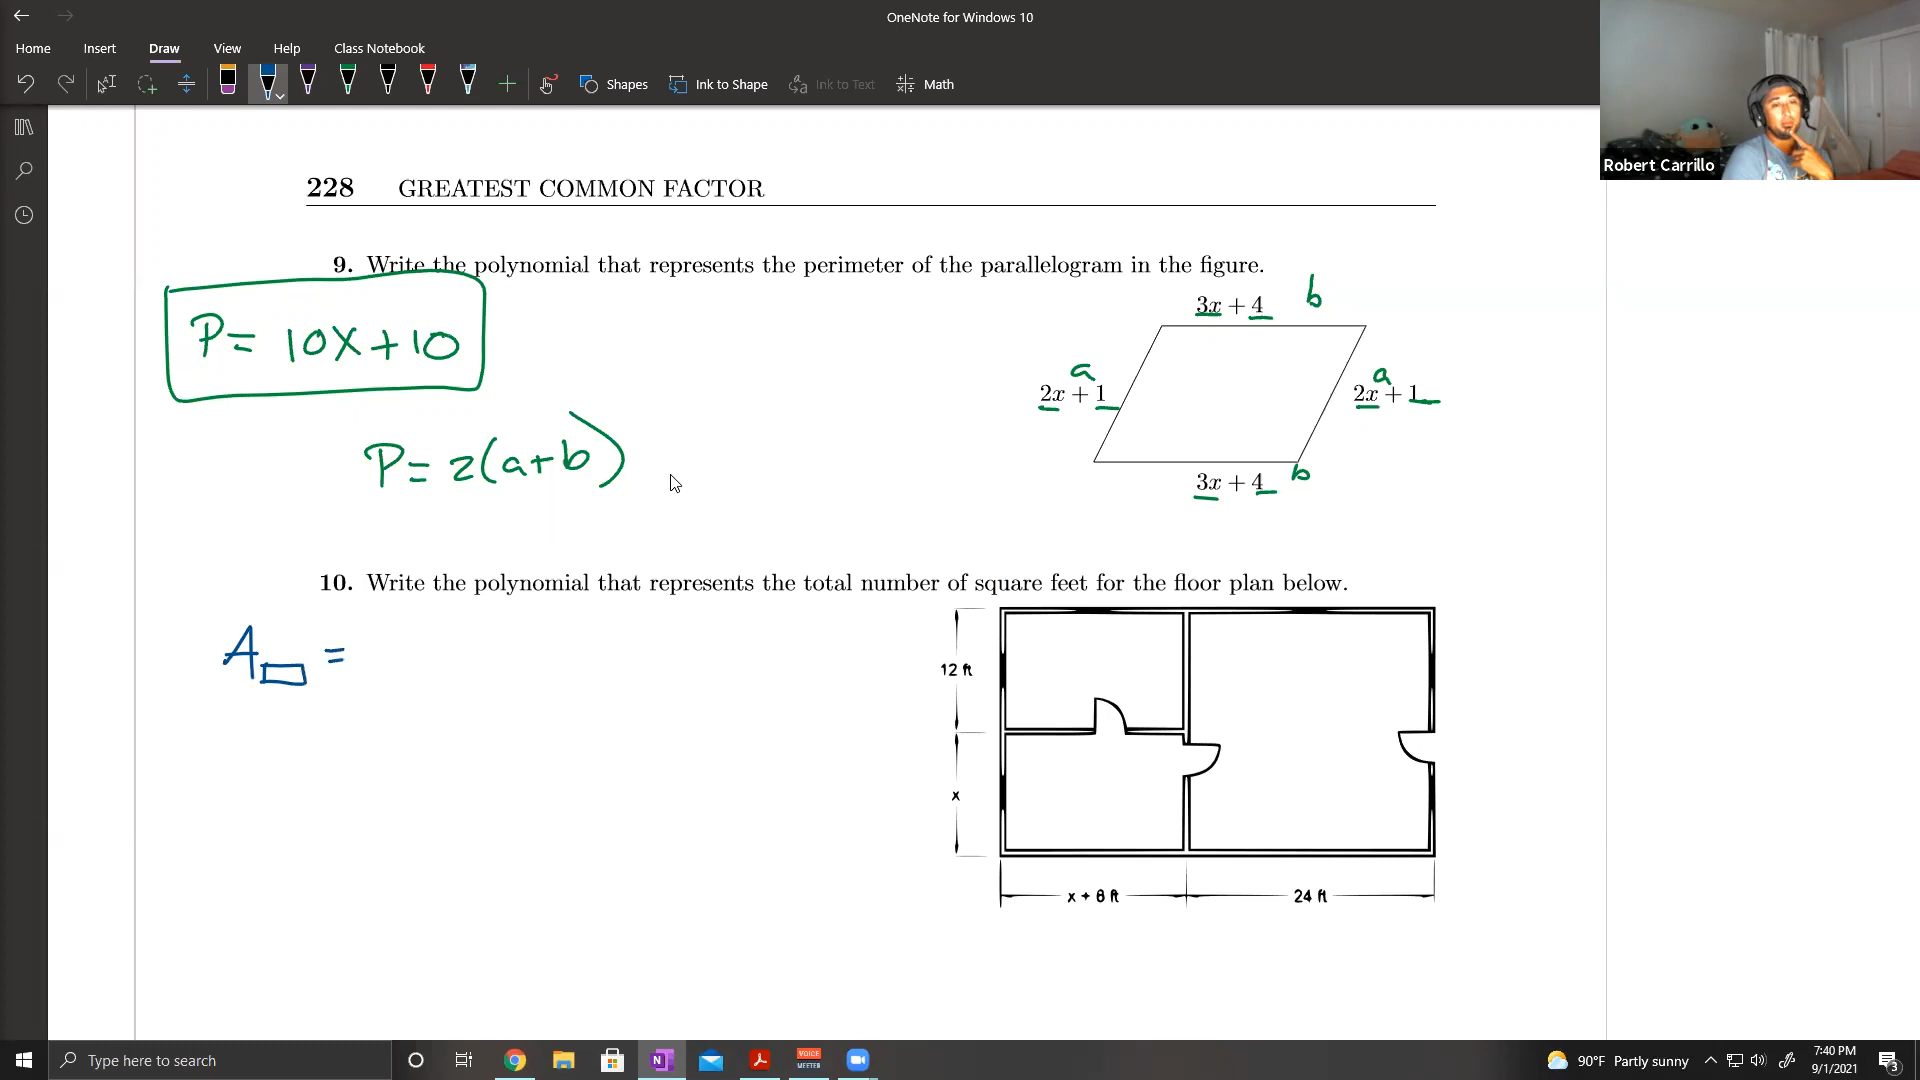 OneNote for Windows 10
Home Insert Draw View Help Class Notebook
Shapes Ink to Shape Ink to Text Math
Robert Carrillo
228 GREATEST COMMON FACTOR
9. Write the polynomial that represents the perimeter of the parallelogram in the figure.
P= 10x+10
P= 2(a+b)
3x + 4 b
a a
2x + 1 2x + 1
3x + 4 b
10. Write the polynomial that represents the total number of square feet for the floor plan below.
A =
12 ft
x
x + 8 ft 24 ft
Type here to search
VOICE
MEETER
90°F Partly sunny
7:40 PM
9/1/2021
3